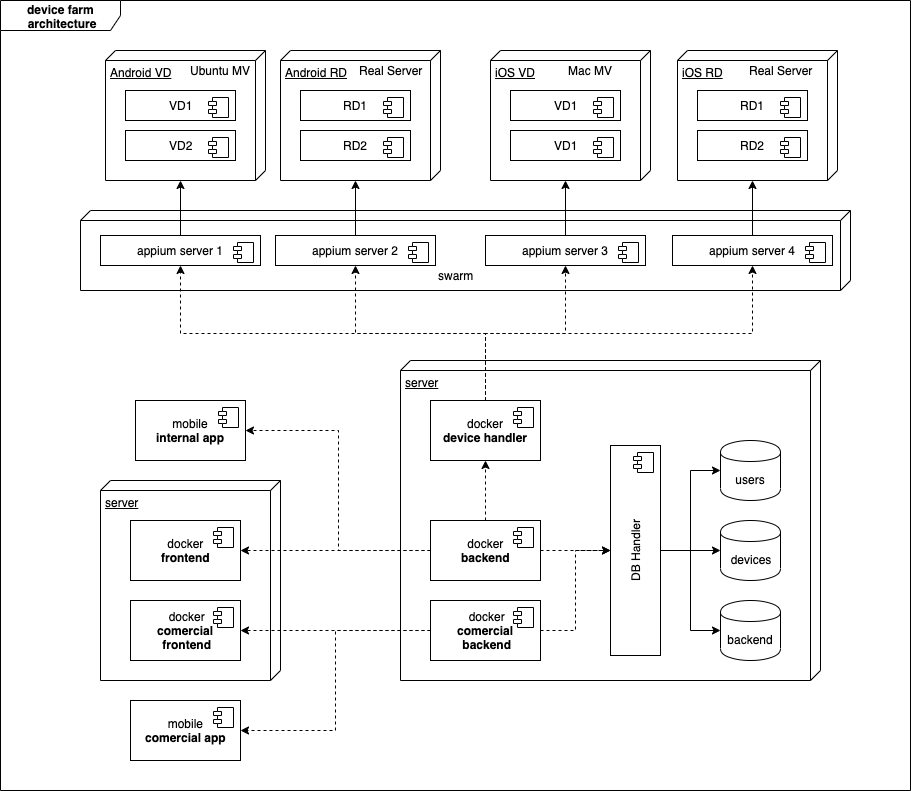 device farm
architecture
Android VD
Ubuntu MV
VD1
VD2
Android RD
Real Server
RD1
RD2
iOS VD
Mac MV
VD1
VD1
iOS RD
Real Server
RD1
RD2
appium server 1
appium server 2
appium server 3
appium server 4
swarm
server
docker
device handler
mobile
internal app
server
docker
frontend
docker
backend
docker
comercial
frontend
docker
comercial
backend
DB Handler
users
devices
backend
mobile
comercial app